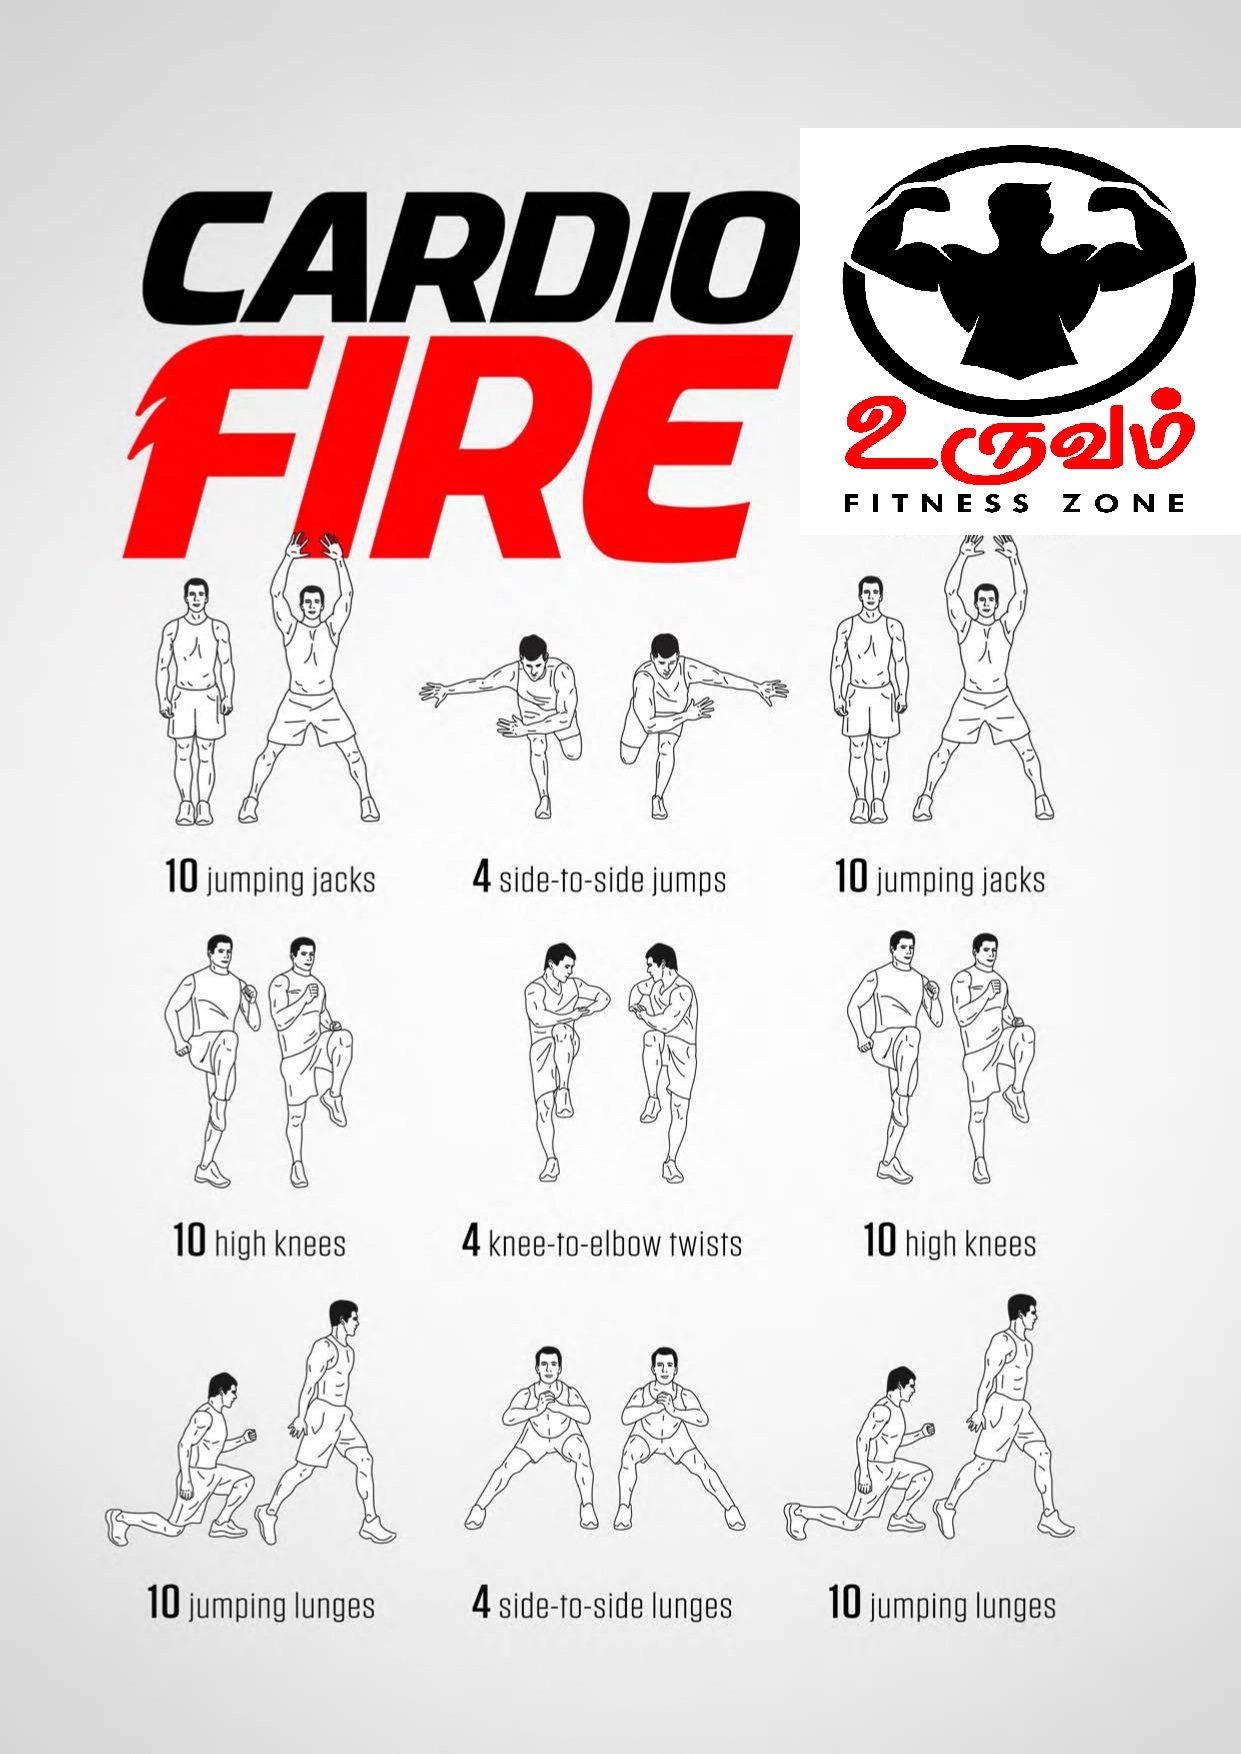 CARDIO
FIRE
உருவம்
FITNESS ZONE
10 jumping jacks
4 side-to-side jumps
10 jumping jacks
10 high knees
4 knee-to-elbow twists
10 high knees
10 jumping lunges
4 side-to-side lunges
10 jumping lunges